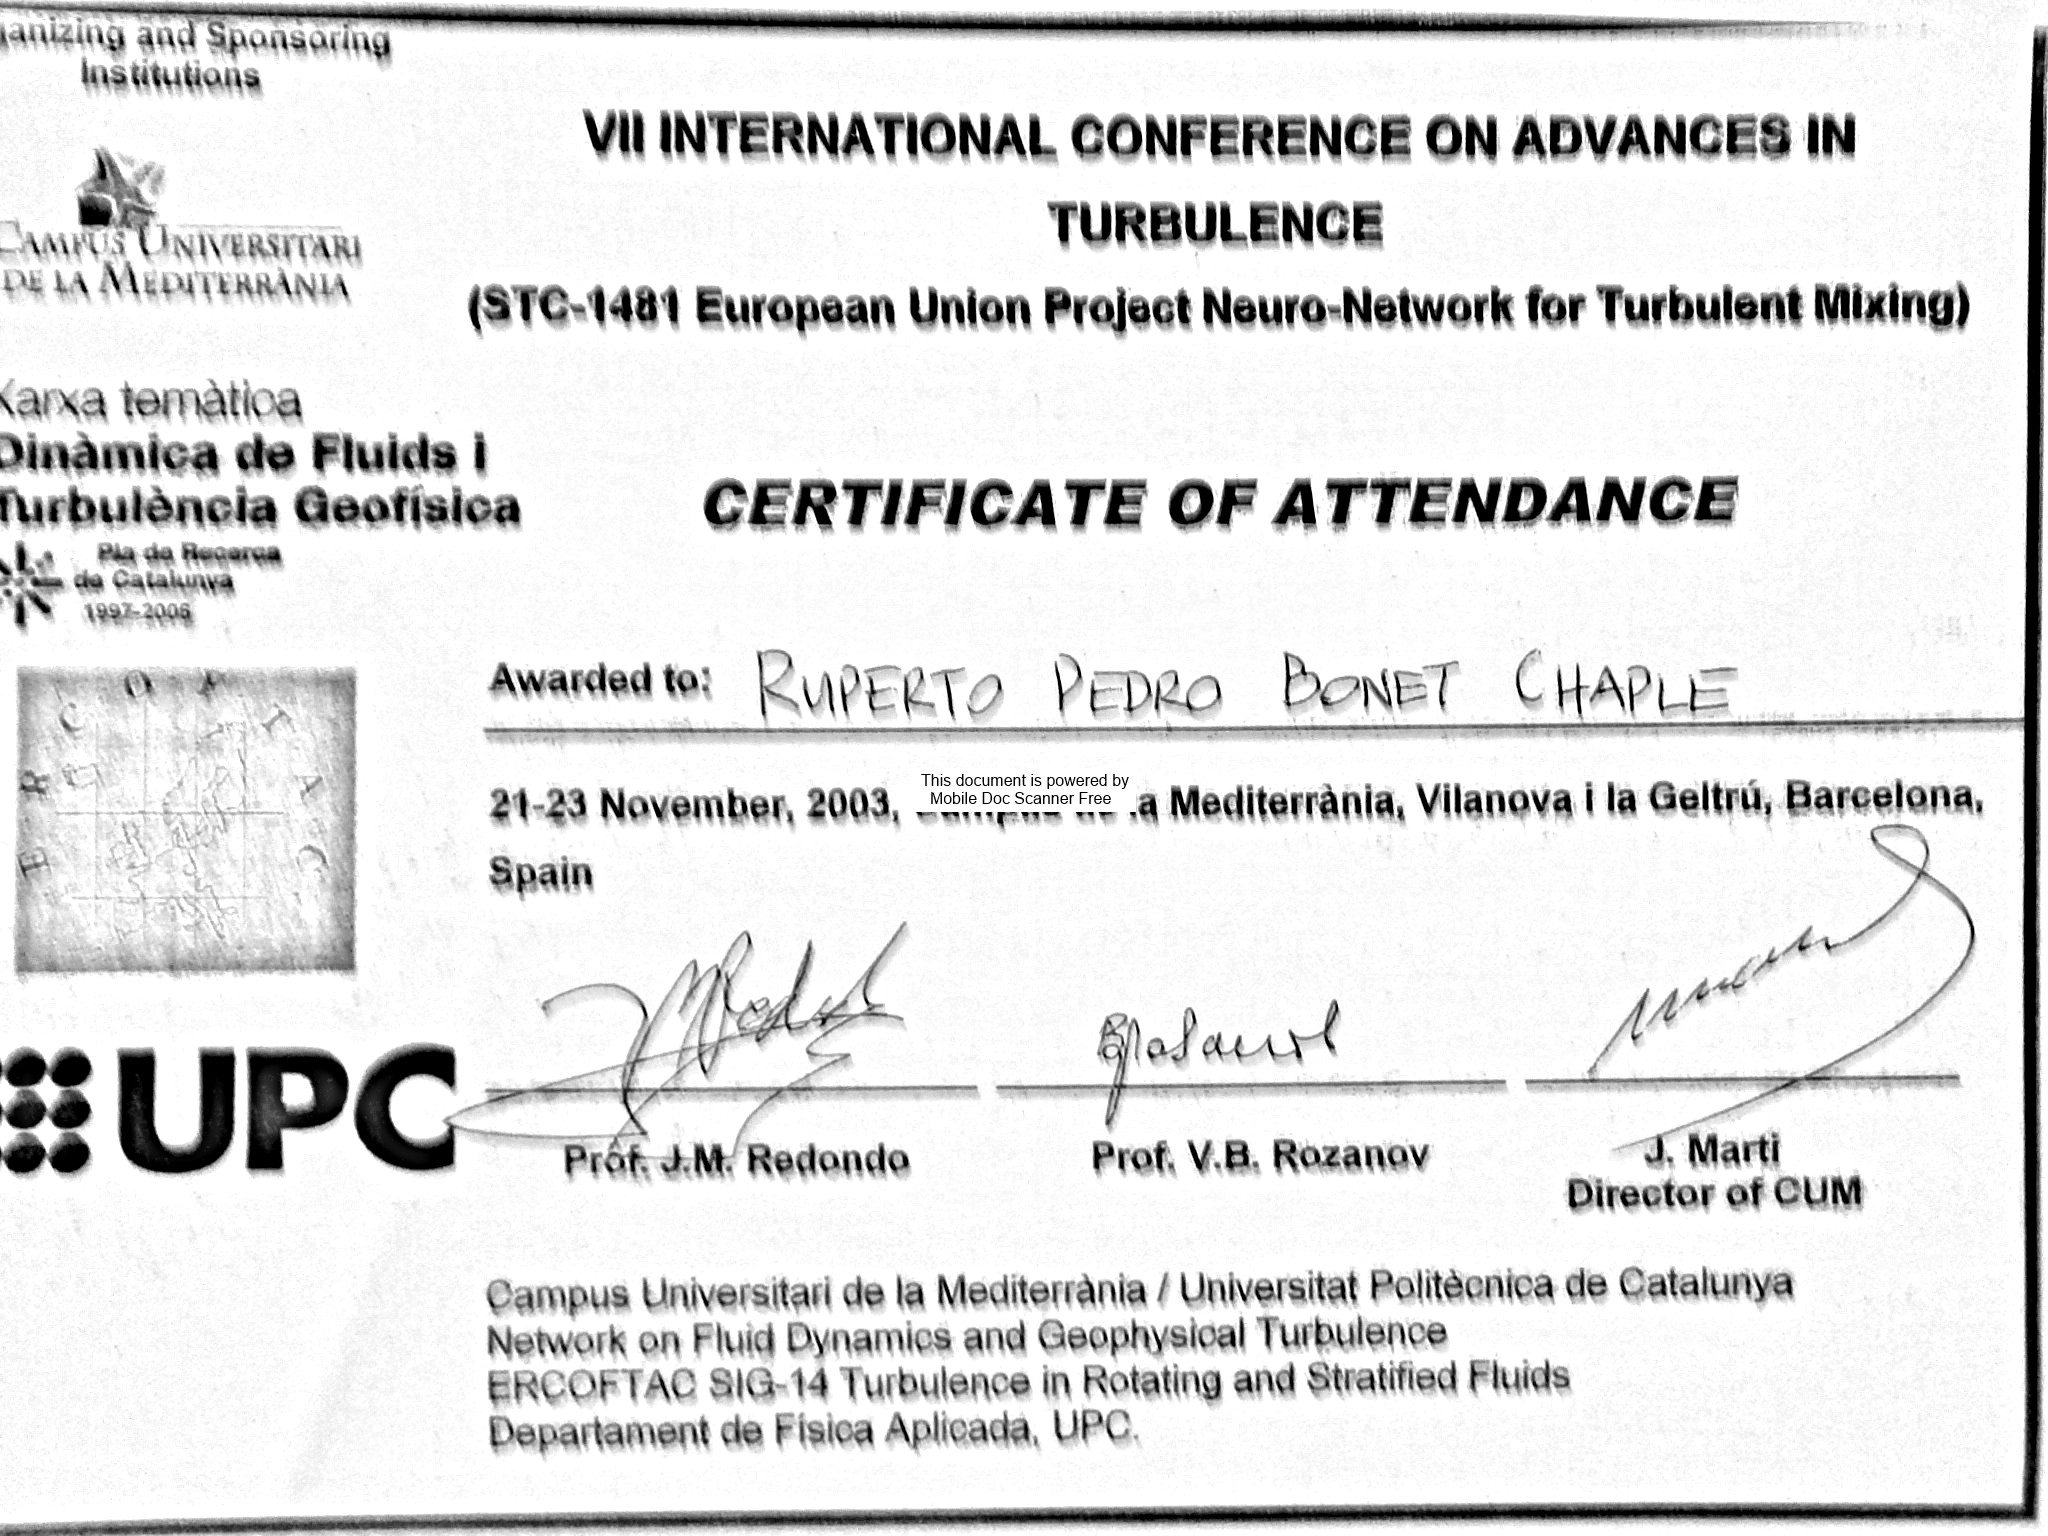 ganizing and Sponsoring
Institutions
CAMPUS UNIVERSITARI
DE LA MEDITERRÀNIA
Xarxa temàtica
Dinàmica de Fluids i
Turbulència Geofísica
Pla de Recerca
de Catalunya
1997-2006
ERCOFTAC
UPC
VII INTERNATIONAL CONFERENCE ON ADVANCES IN
TURBULENCE
(STC-1481 European Union Project Neuro-Network for Turbulent Mixing)
CERTIFICATE OF ATTENDANCE
Awarded to: RUPERTO PEDRO BONET CHAPLE
This document is powered by
Mobile Doc Scanner Free
21-23 November, 2003, la Mediterrània, Vilanova i la Geltrú, Barcelona,
Spain
Prof. J.M. Redondo
Prof. V.B. Rozanov
J. Marti
Director of CUM
Campus Universitari de la Mediterrània / Universitat Politècnica de Catalunya
Network on Fluid Dynamics and Geophysical Turbulence
ERCOFTAC SIG-14 Turbulence in Rotating and Stratified Fluids
Departament de Física Aplicada, UPC.